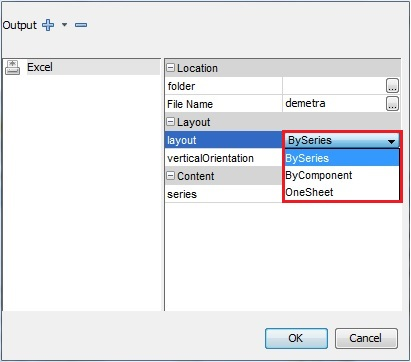 Output
Excel
Location
folder ...
File Name demetra ...
Layout
layout BySeries
verticalOrientation BySeries
Content ByComponent
series OneSheet
OK Cancel